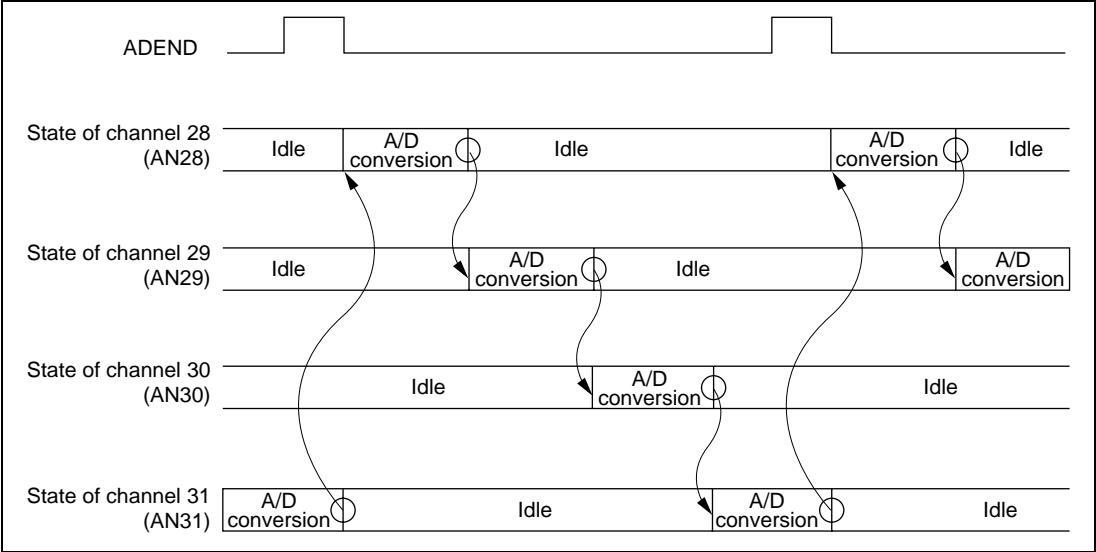 ADEND
State of channel 28
(AN28)
Idle
A/D
conversion
Idle
A/D
conversion
Idle
State of channel 29
(AN29)
Idle
A/D
conversion
Idle
A/D
conversion
State of channel 30
(AN30)
Idle
A/D
conversion
Idle
State of channel 31
(AN31)
A/D
conversion
Idle
A/D
conversion
Idle